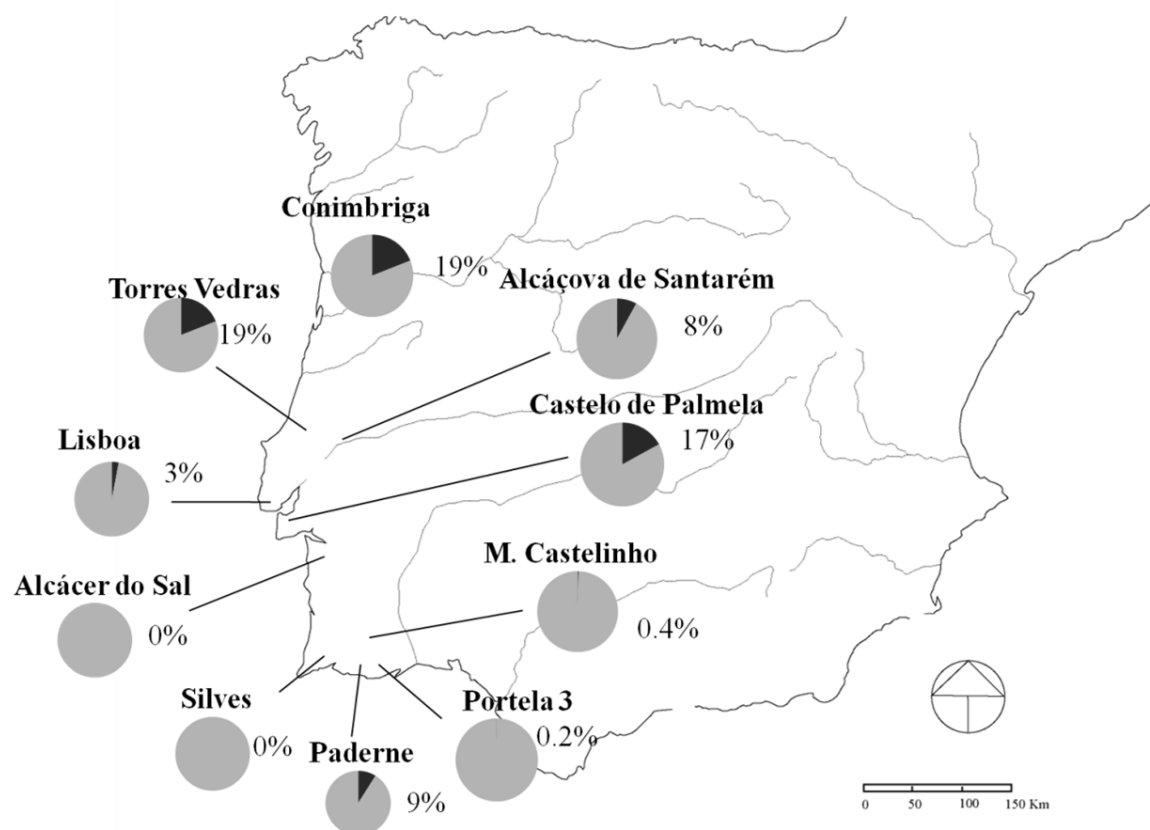 Conimbriga
19%
Torres Vedras
19%
Alcáçova de Santarém
8%
Castelo de Palmela
17%
Lisboa
3%
M. Castelinho
0.4%
Alcácer do Sal
0%
Silves
0%
Portela 3
0.2%
Paderne
9%
0 50 100 150 Km